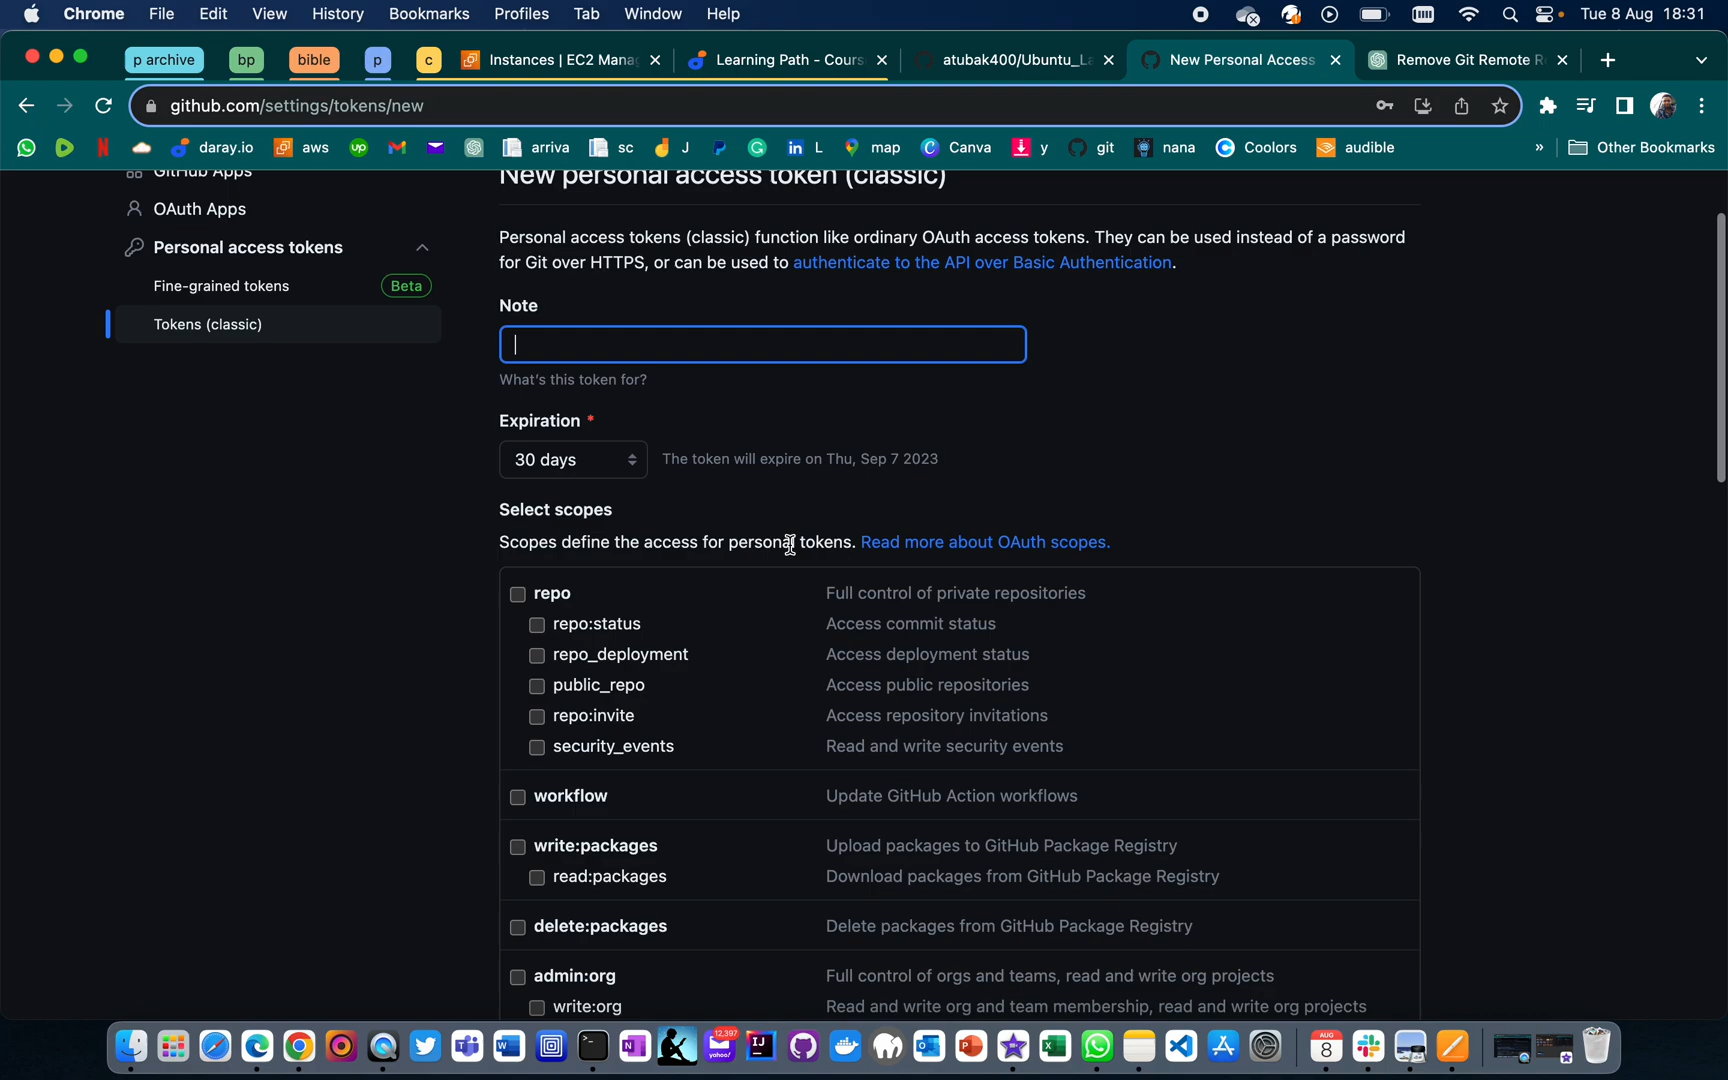 Chrome File Edit View History Bookmarks Profiles Tab Window Help Tue 8 Aug 18:31
p archive bp bible p c Instances | EC2 Mana Learning Path - Cours atubak400/Ubuntu_La New Personal Access Remove Git Remote R
github.com/settings/tokens/new
daray.io aws up arriva sc J L map Canva y git nana Coolors audible » Other Bookmarks
GitHub Apps
OAuth Apps
Personal access tokens
Fine-grained tokens Beta
Tokens (classic)
New personal access token (classic)
Personal access tokens (classic) function like ordinary OAuth access tokens. They can be used instead of a password
for Git over HTTPS, or can be used to authenticate to the API over Basic Authentication.
Note
What's this token for?
Expiration *
30 days The token will expire on Thu, Sep 7 2023
Select scopes
Scopes define the access for personal tokens. Read more about OAuth scopes.
repo Full control of private repositories
repo:status Access commit status
repo_deployment Access deployment status
public_repo Access public repositories
repo:invite Access repository invitations
security_events Read and write security events
workflow Update GitHub Action workflows
write:packages Upload packages to GitHub Package Registry
read:packages Download packages from GitHub Package Registry
delete:packages Delete packages from GitHub Package Registry
admin:org Full control of orgs and teams, read and write org projects
write:org Read and write org and team membership, read and write org projects
12,397
yahoo!
AUG
8